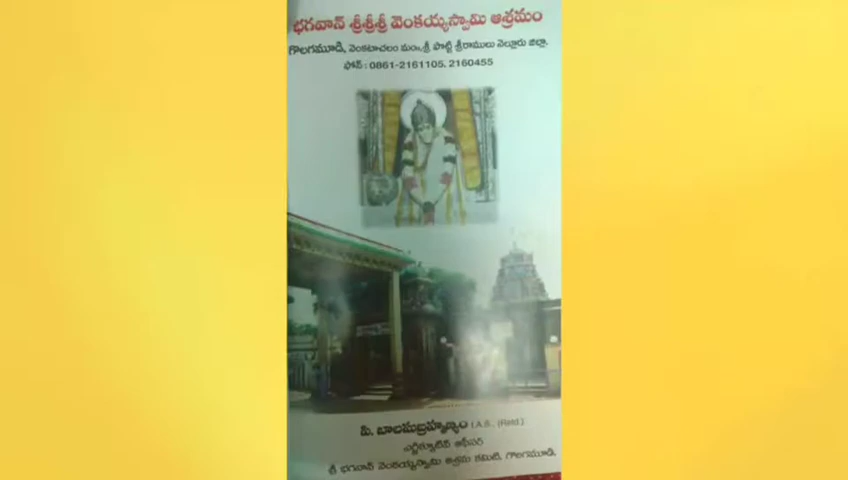 భగవాన్ శ్రీశ్రీశ్రీ వెంకయ్యస్వామి ఆశ్రమం
గొలగమూడి, వెంకటాచలం మం, శ్రీ పొట్టి శ్రీరాములు నెల్లూరు జిల్లా.
ఫోన్ : 0861-2161105, 2160455
పి. బాలసుబ్రహ్మణ్యం I.A.S., (Retd.)
ఎగ్జిక్యూటివ్ ఆఫీసర్
శ్రీ భగవాన్ వెంకయ్యస్వామి ఆశ్రమ కమిటి, గొలగమూడి.